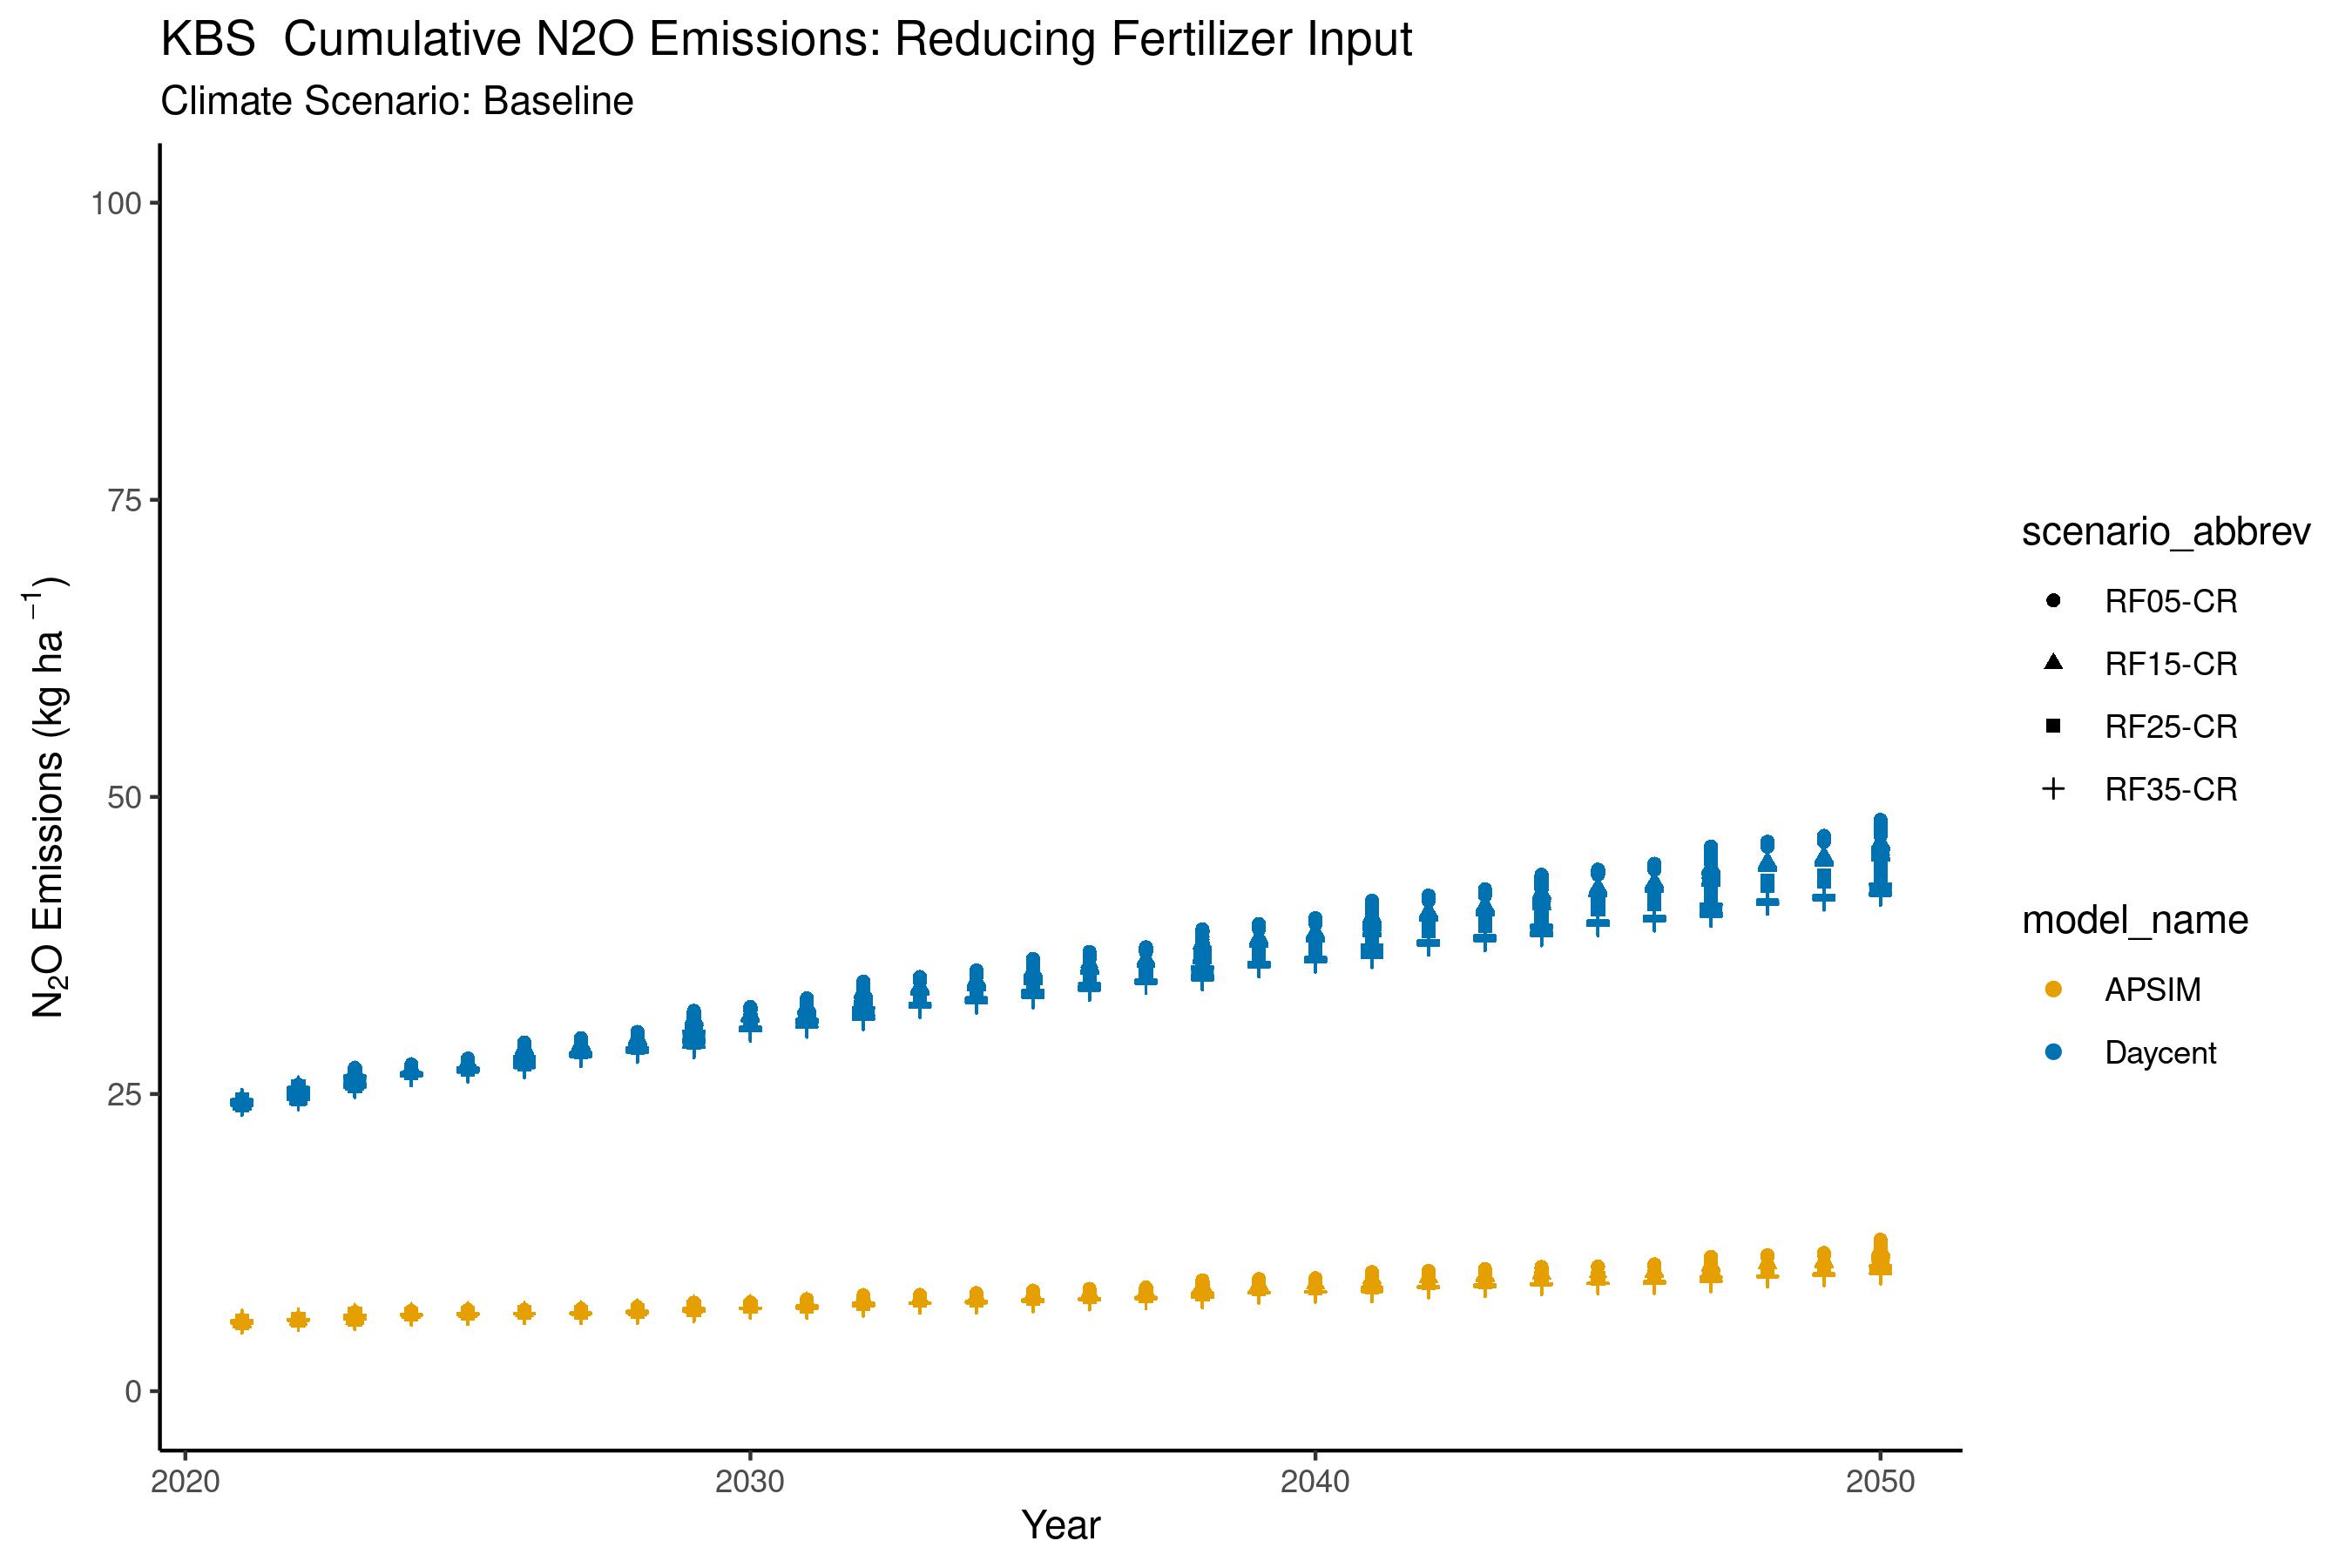 KBS  Cumulative N2O Emissions: Reducing Fertilizer Input
Climate Scenario: Baseline
N₂O Emissions (kg ha⁻¹)
100
75
50
25
0
2020
2030
2040
2050
Year
scenario_abbrev
RF05-CR
RF15-CR
RF25-CR
RF35-CR
model_name
APSIM
Daycent